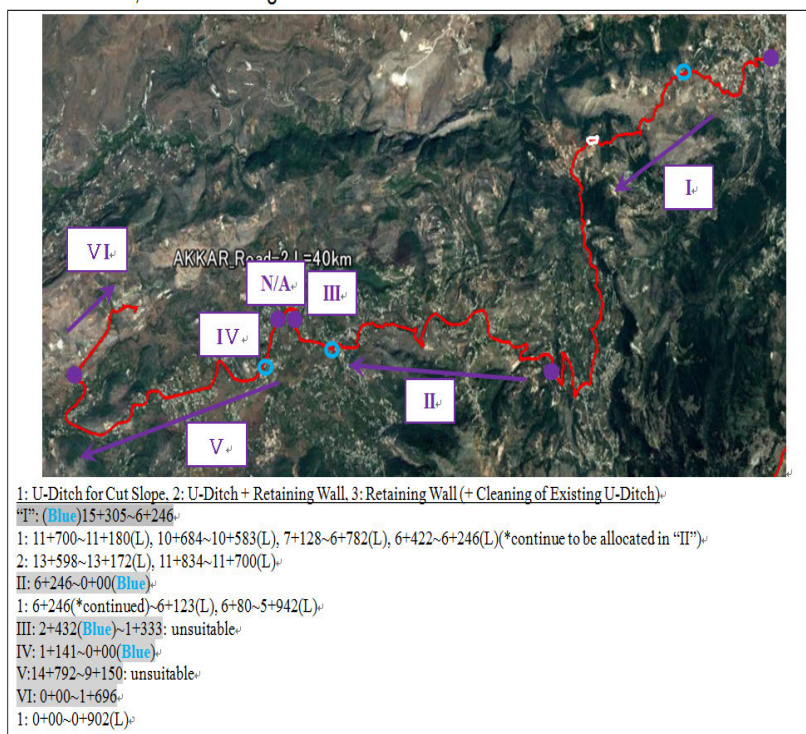 I
VI
AKKAR_Road=2 L=40km
N/A
III
IV
II
V
1: U-Ditch for Cut Slope, 2: U-Ditch + Retaining Wall, 3: Retaining Wall (+ Cleaning of Existing U-Ditch)
“I”: (Blue)15+305~6+246
1: 11+700~11+180(L), 10+684~10+583(L), 7+128~6+782(L), 6+422~6+246(L)(*continue to be allocated in “II”)
2: 13+598~13+172(L), 11+834~11+700(L)
II: 6+246~0+00(Blue)
1: 6+246(*continued)~6+123(L), 6+80~5+942(L)
III: 2+432(Blue)~1+333: unsuitable
IV: 1+141~0+00(Blue)
V:14+792~9+150: unsuitable
VI: 0+00~1+696
1: 0+00~0+902(L)